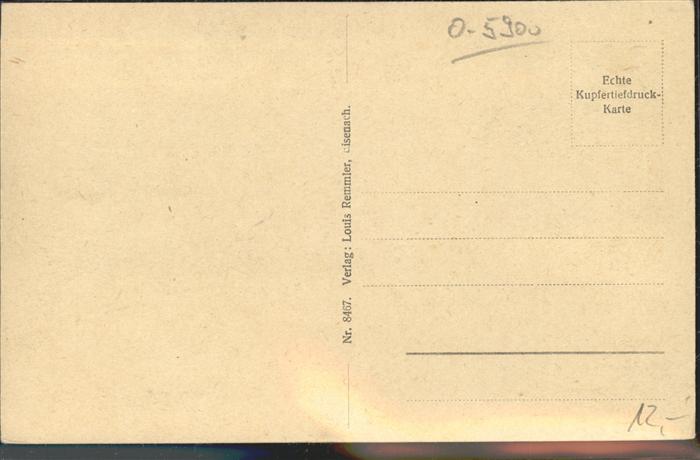 O-5900
Echte
Kupfertiefdruck-
Karte
Nr. 8467. Verlag: Louis Remmler, Eisenach.
12,-